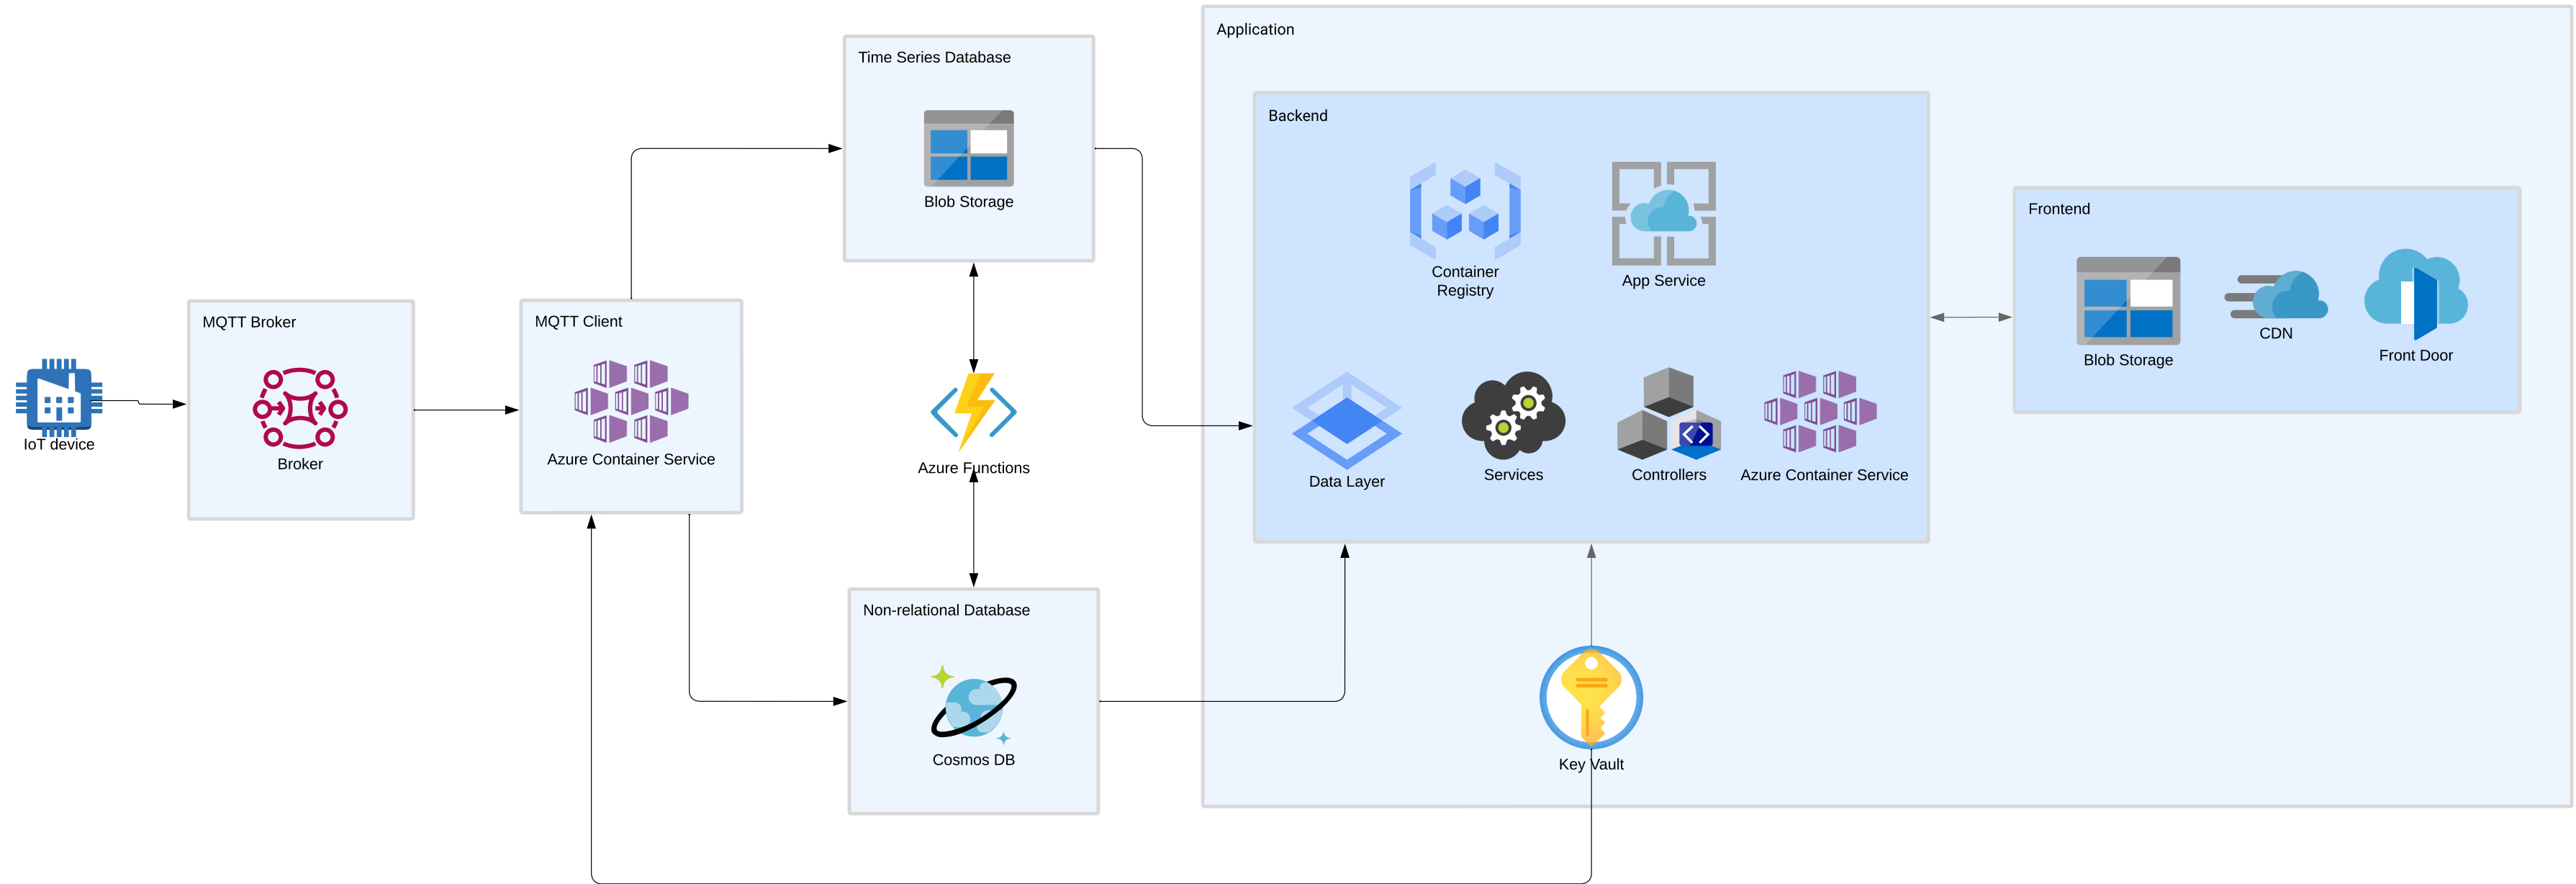 Application
Time Series Database
Blob Storage
Backend
Container
Registry
App Service
Frontend
Blob Storage
CDN
Front Door
MQTT Broker
Broker
MQTT Client
Azure Container Service
IoT device
Azure Functions
Data Layer
Services
Controllers
Azure Container Service
Non-relational Database
Cosmos DB
Key Vault